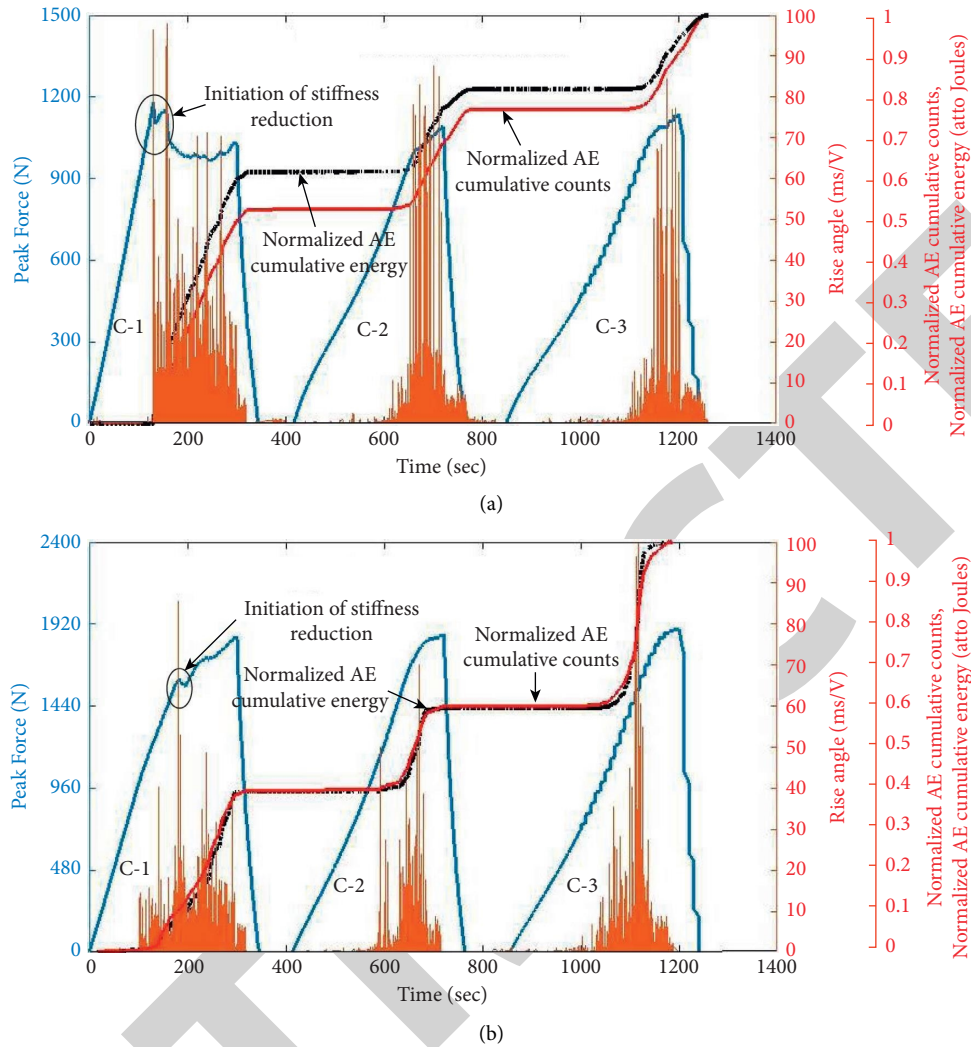 1500
1200
900
600
300
0
Peak Force (N)
Initiation of stiffness
reduction
Normalized AE
cumulative energy
Normalized AE
cumulative counts
C-1
C-2
C-3
0
200
400
600
800
1000
1200
1400
Time (sec)
100
90
80
70
60
50
40
30
20
10
0
Rise angle (ms/V)
1
0.9
0.8
0.7
0.6
0.5
0.4
0.3
0.2
0.1
0
Normalized AE cumulative counts,
Normalized AE cumulative energy (atto Joules)
(a)
2400
1920
1440
960
480
0
Peak Force (N)
Initiation of stiffness
reduction
Normalized AE
cumulative energy
Normalized AE
cumulative counts
C-1
C-2
C-3
0
200
400
600
800
1000
1200
1400
Time (sec)
100
90
80
70
60
50
40
30
20
10
0
Rise angle (ms/V)
1
0.9
0.8
0.7
0.6
0.5
0.4
0.3
0.2
0.1
0
Normalized AE cumulative counts,
Normalized AE cumulative energy (atto Joules)
(b)